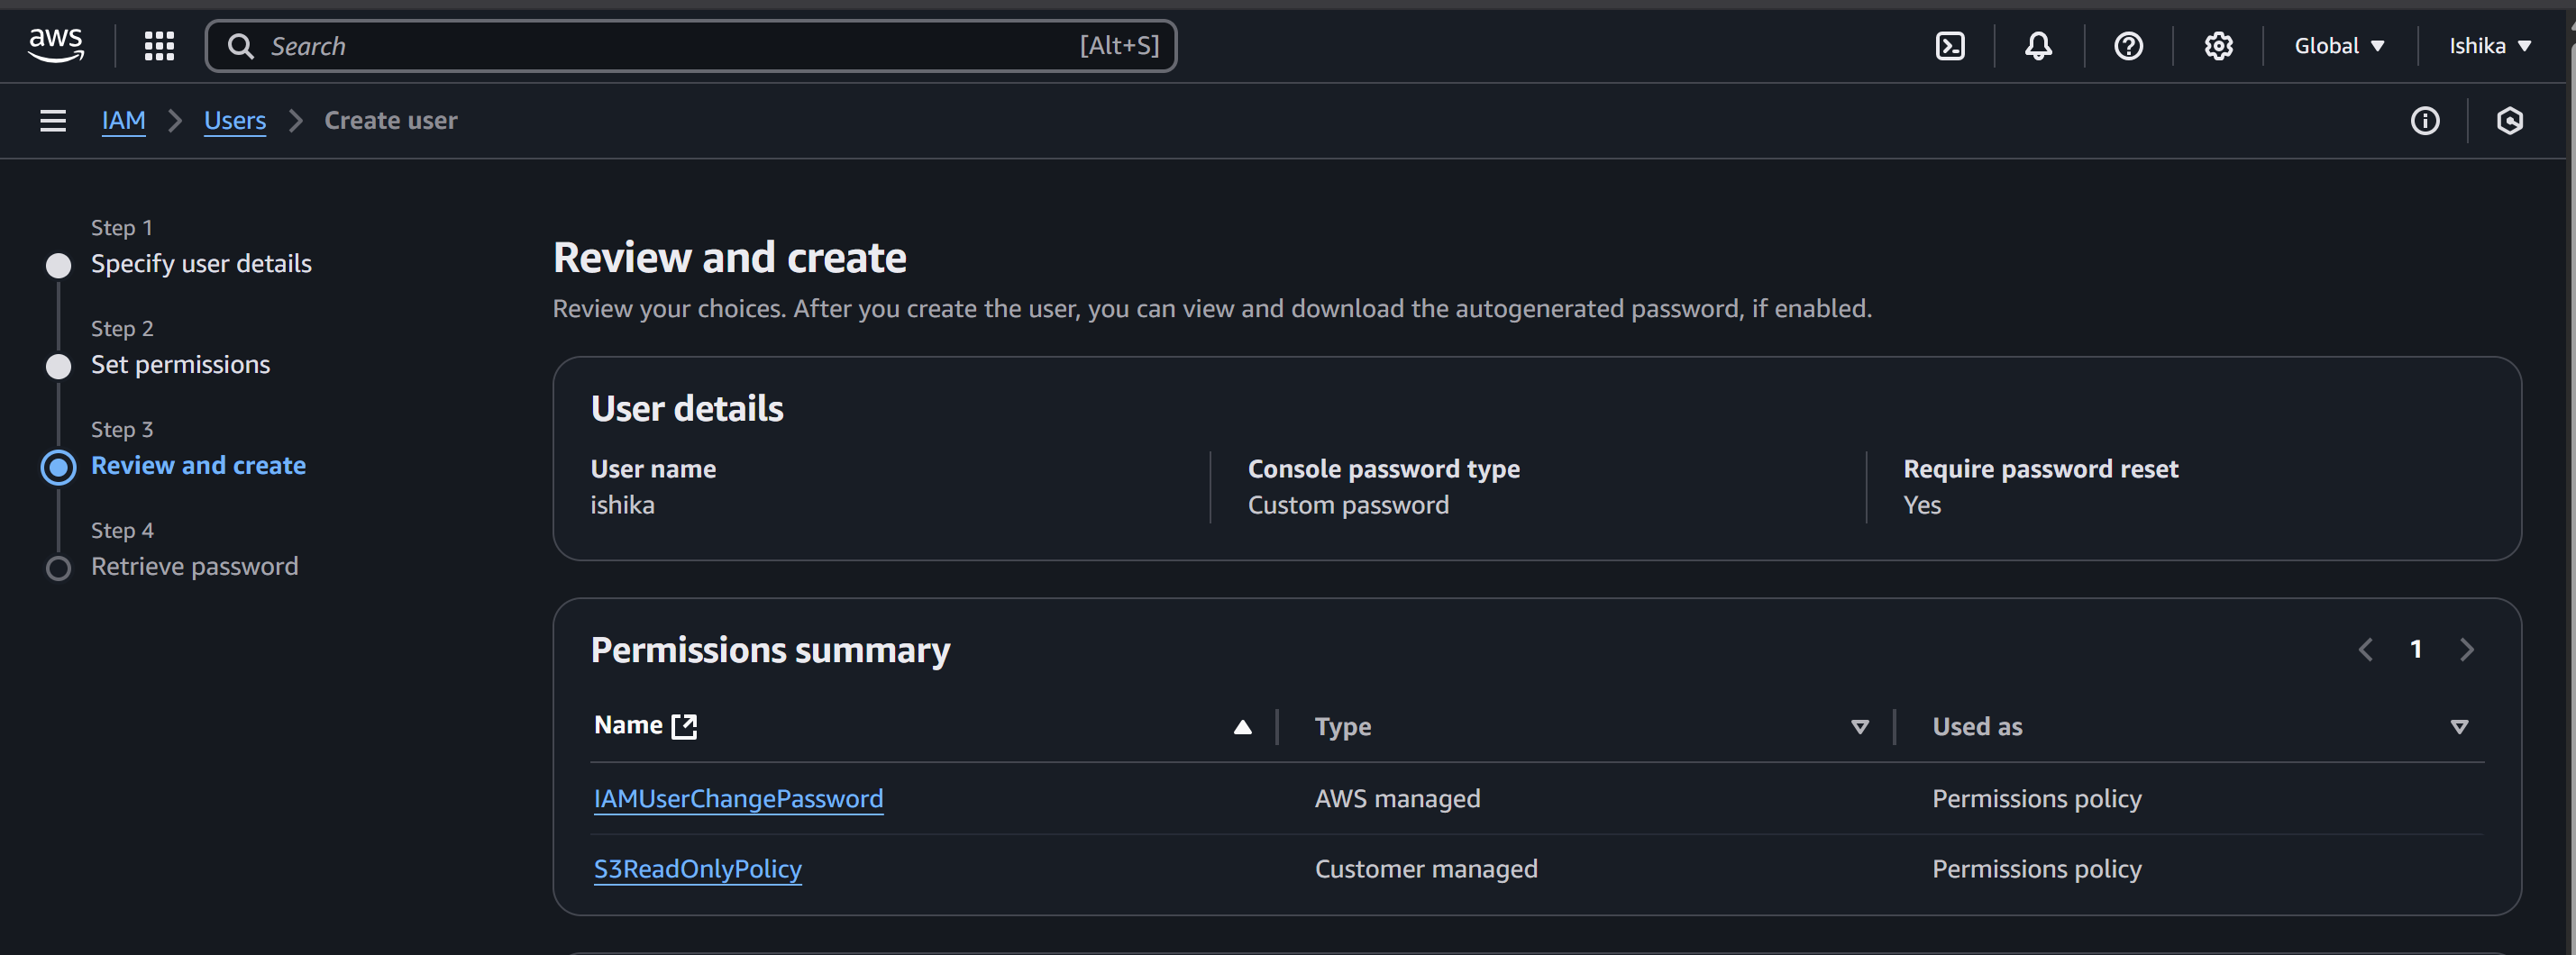 aws
Search [Alt+S]
Global Ishika
IAM Users Create user
Step 1
Specify user details
Step 2
Set permissions
Step 3
Review and create
Step 4
Retrieve password
Review and create
Review your choices. After you create the user, you can view and download the autogenerated password, if enabled.
User details
User name
ishika
Console password type
Custom password
Require password reset
Yes
Permissions summary
1
Name Type Used as
IAMUserChangePassword AWS managed Permissions policy
S3ReadOnlyPolicy Customer managed Permissions policy